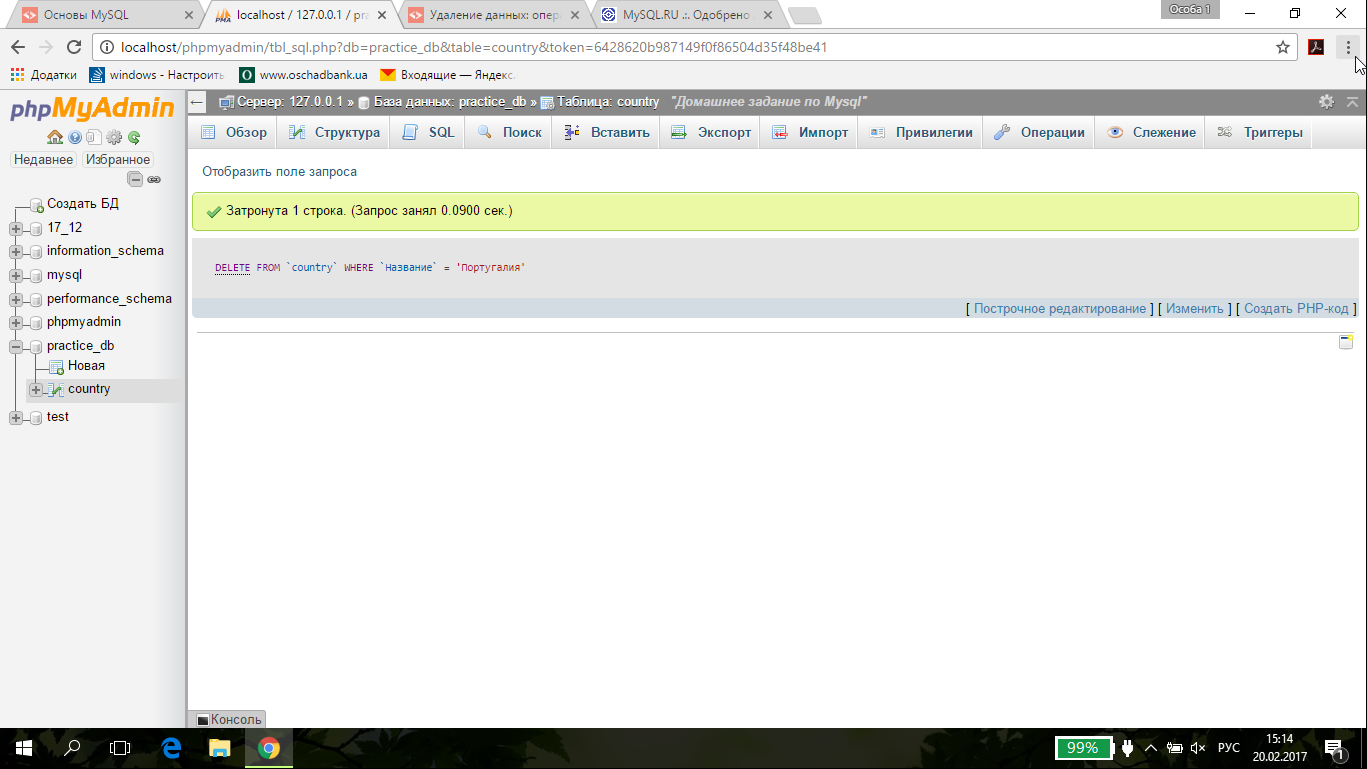 Основы MySQL
localhost / 127.0.0.1 / pra
Удаление данных: опер
MySQL.RU .:. Одобрено
Особа 1
localhost/phpmyadmin/tbl_sql.php?db=practice_db&table=country&token=6428620b987149f0f86504d35f48be41
Додатки
windows - Настроить
www.oschadbank.ua
Входящие — Яндекс.
phpMyAdmin
Недавнее Избранное
Создать БД
17_12
information_schema
mysql
performance_schema
phpmyadmin
practice_db
Новая
country
test
Сервер: 127.0.0.1 » База данных: practice_db » Таблица: country "Домашнее задание по Mysql"
Обзор Структура SQL Поиск Вставить Экспорт Импорт Привилегии Операции Слежение Триггеры
Отобразить поле запроса
Затронута 1 строка. (Запрос занял 0.0900 сек.)
DELETE FROM `country` WHERE `Название` = 'Португалия'
[ Построчное редактирование ] [ Изменить ] [ Создать PHP-код ]
Консоль
99%
РУС
15:14
20.02.2017
1